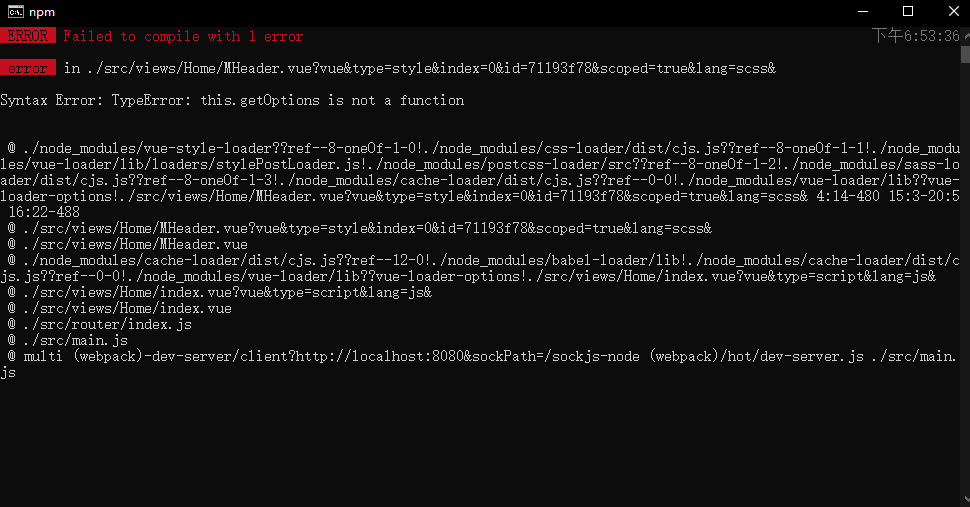 npm
ERROR Failed to compile with 1 error 下午6:53:36
error in ./src/views/Home/MHeader.vue?vue&type=style&index=0&id=71193f78&scoped=true&lang=scss&
Syntax Error: TypeError: this.getOptions is not a function
@ ./node_modules/vue-style-loader??ref--8-oneOf-1-0!./node_modules/css-loader/dist/cjs.js??ref--8-oneOf-1-1!./node_modu
les/vue-loader/lib/loaders/stylePostLoader.js!./node_modules/postcss-loader/src??ref--8-oneOf-1-2!./node_modules/sass-lo
ader/dist/cjs.js??ref--8-oneOf-1-3!./node_modules/cache-loader/dist/cjs.js??ref--0-0!./node_modules/vue-loader/lib??vue-
loader-options!./src/views/Home/MHeader.vue?vue&type=style&index=0&id=71193f78&scoped=true&lang=scss& 4:14-480 15:3-20:5
16:22-488
@ ./src/views/Home/MHeader.vue?vue&type=style&index=0&id=71193f78&scoped=true&lang=scss&
@ ./src/views/Home/MHeader.vue
@ ./node_modules/cache-loader/dist/cjs.js??ref--12-0!./node_modules/babel-loader/lib!./node_modules/cache-loader/dist/c
js.js??ref--0-0!./node_modules/vue-loader/lib??vue-loader-options!./src/views/Home/index.vue?vue&type=script&lang=js&
@ ./src/views/Home/index.vue?vue&type=script&lang=js&
@ ./src/views/Home/index.vue
@ ./src/router/index.js
@ ./src/main.js
@ multi (webpack)-dev-server/client?http://localhost:8080&sockPath=/sockjs-node (webpack)/hot/dev-server.js ./src/main.
js